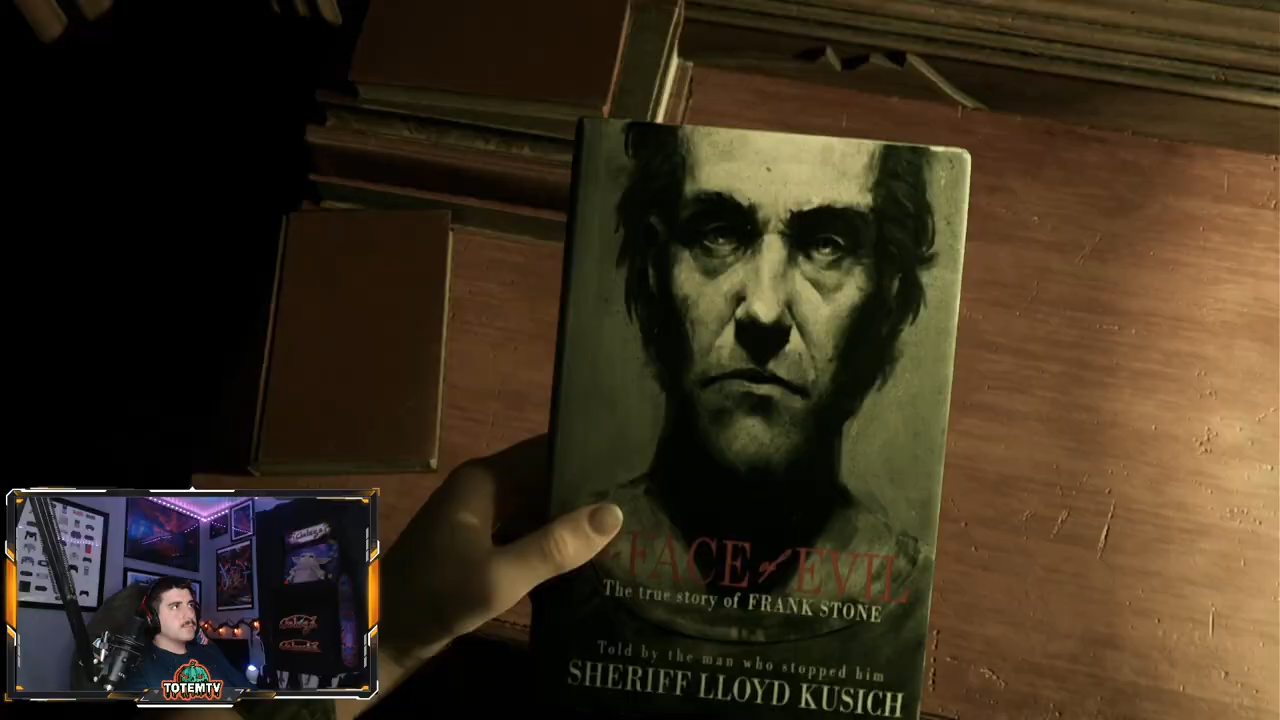 FACE of EVIL
The true story of FRANK STONE
Told by the man who stopped him
SHERIFF LLOYD KUSICH
TOTEMTV